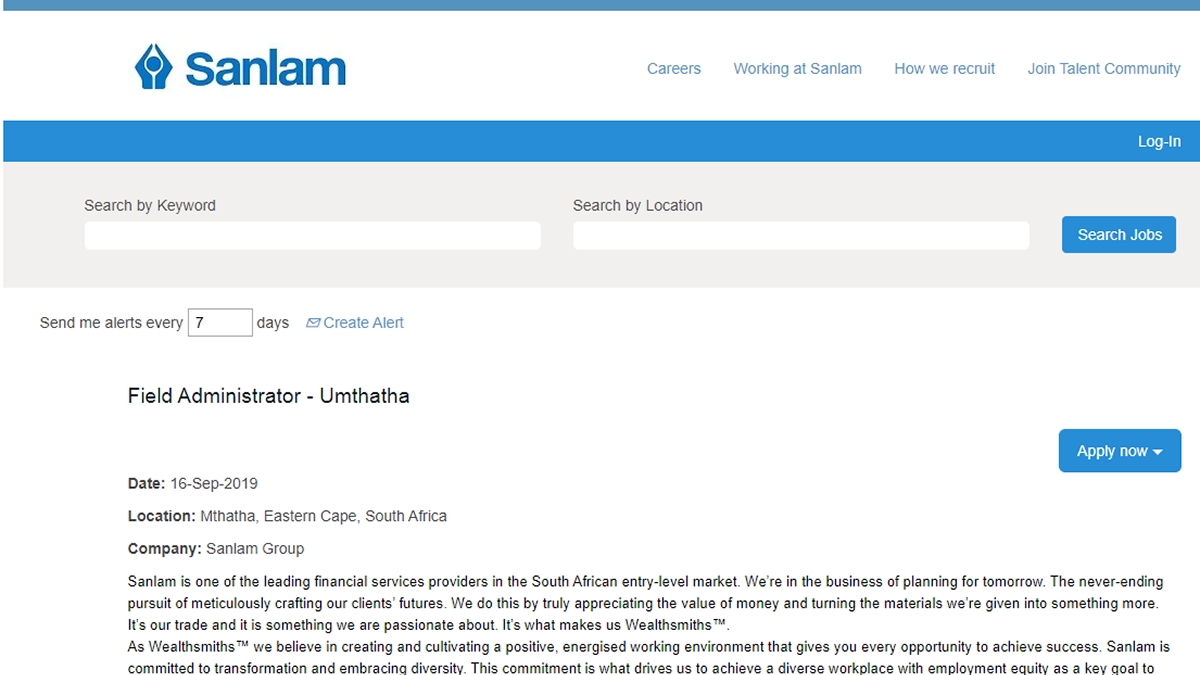 Sanlam
Careers Working at Sanlam How we recruit Join Talent Community
Log-In
Search by Keyword Search by Location
Search Jobs
Send me alerts every 7 days Create Alert
Field Administrator - Umthatha
Apply now
Date: 16-Sep-2019
Location: Mthatha, Eastern Cape, South Africa
Company: Sanlam Group
Sanlam is one of the leading financial services providers in the South African entry-level market. We’re in the business of planning for tomorrow. The never-ending
pursuit of meticulously crafting our clients’ futures. We do this by truly appreciating the value of money and turning the materials we’re given into something more.
It’s our trade and it is something we are passionate about. It’s what makes us Wealthsmiths™.
As Wealthsmiths™ we believe in creating and cultivating a positive, energised working environment that gives you every opportunity to achieve success. Sanlam is
committed to transformation and embracing diversity. This commitment is what drives us to achieve a diverse workplace with employment equity as a key goal to